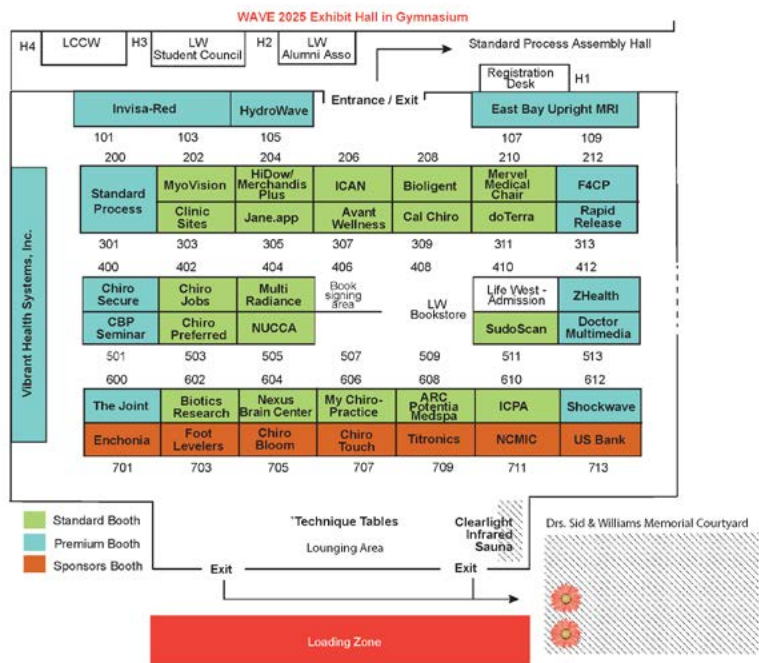 WAVE 2025 Exhibit Hall in Gymnasium
H4
LCCW
H3
LW
Student Council
H2
LW
Alumni Asso
Standard Process Assembly Hall
Registration
Desk
H1
Entrance / Exit
Invisa-Red
HydroWave
East Bay Upright MRI
101 103 105 107 109
200 202 204 206 208 210 212
Standard
Process
MyoVision
HiDow/
Merchandis
Plus
ICAN
Bioligent
Mervel
Medical
Chair
F4CP
Clinic
Sites
Jane.app
Avant
Wellness
Cal Chiro
doTerra
Rapid
Release
301 303 305 307 309 311 313
400 402 404 406 408 410 412
Vibrant Health Systems, Inc.
Chiro
Secure
Chiro
Jobs
Multi
Radiance
Book
signing
area
LW
Bookstore
Life West -
Admission
ZHealth
CBP
Seminar
Chiro
Preferred
NUCCA
SudoScan
Doctor
Multimedia
501 503 505 507 509 511 513
600 602 604 606 608 610 612
The Joint
Biotics
Research
Nexus
Brain Center
My Chiro-
Practice
ARC
Potentia
Medspa
ICPA
Shockwave
Enchonia
Foot
Levelers
Chiro
Bloom
Chiro
Touch
Titronics
NCMIC
US Bank
701 703 705 707 709 711 713
Standard Booth
Premium Booth
Sponsors Booth
*Technique Tables
Lounging Area
Clearlight
Infrared
Sauna
Drs. Sid & Williams Memorial Courtyard
Exit
Exit
Loading Zone